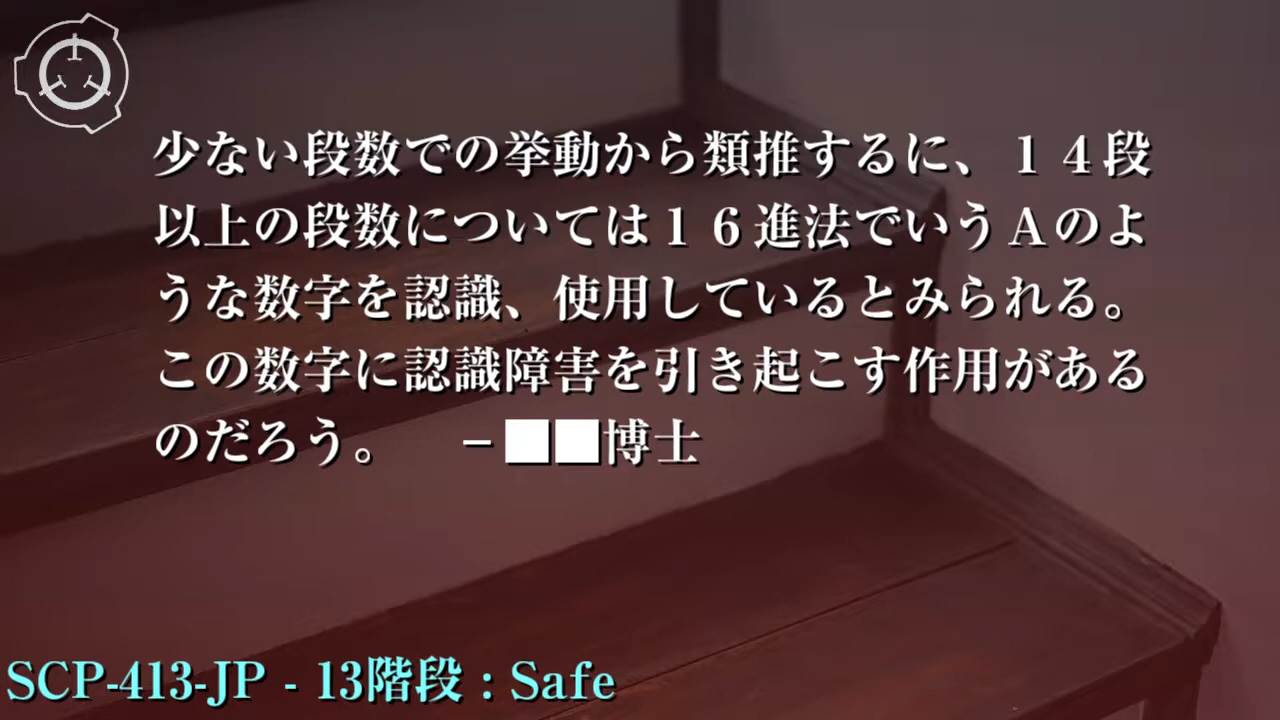 少ない段数での挙動から類推するに、１４段
以上の段数については１６進法でいうＡのよ
うな数字を認識、使用しているとみられる。
この数字に認識障害を引き起こす作用がある
のだろう。　－■■博士
SCP-413-JP - 13階段 : Safe